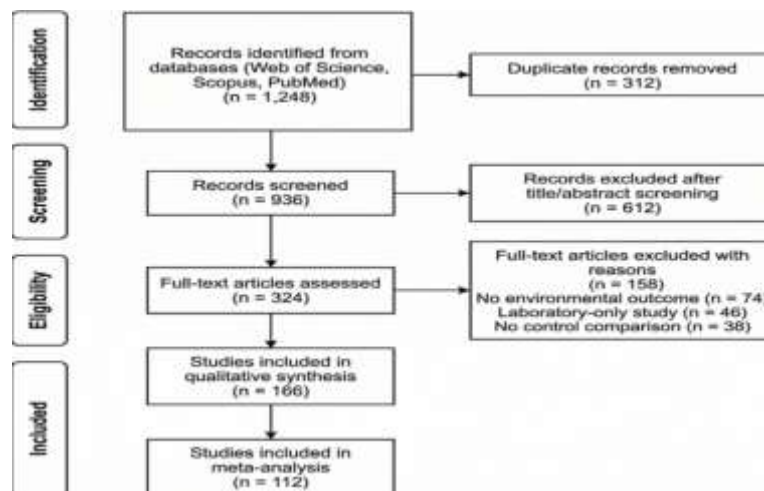 Identification
Records identified from
databases (Web of Science,
Scopus, PubMed)
(n = 1,248)
Duplicate records removed
(n = 312)
Screening
Records screened
(n = 936)
Records excluded after
title/abstract screening
(n = 612)
Eligibility
Full-text articles assessed
(n = 324)
Full-text articles excluded with
reasons
(n = 158)
No environmental outcome (n = 74)
Laboratory-only study (n = 46)
No control comparison (n = 38)
Included
Studies included in
qualitative synthesis
(n = 166)
Studies included in
meta-analysis
(n = 112)